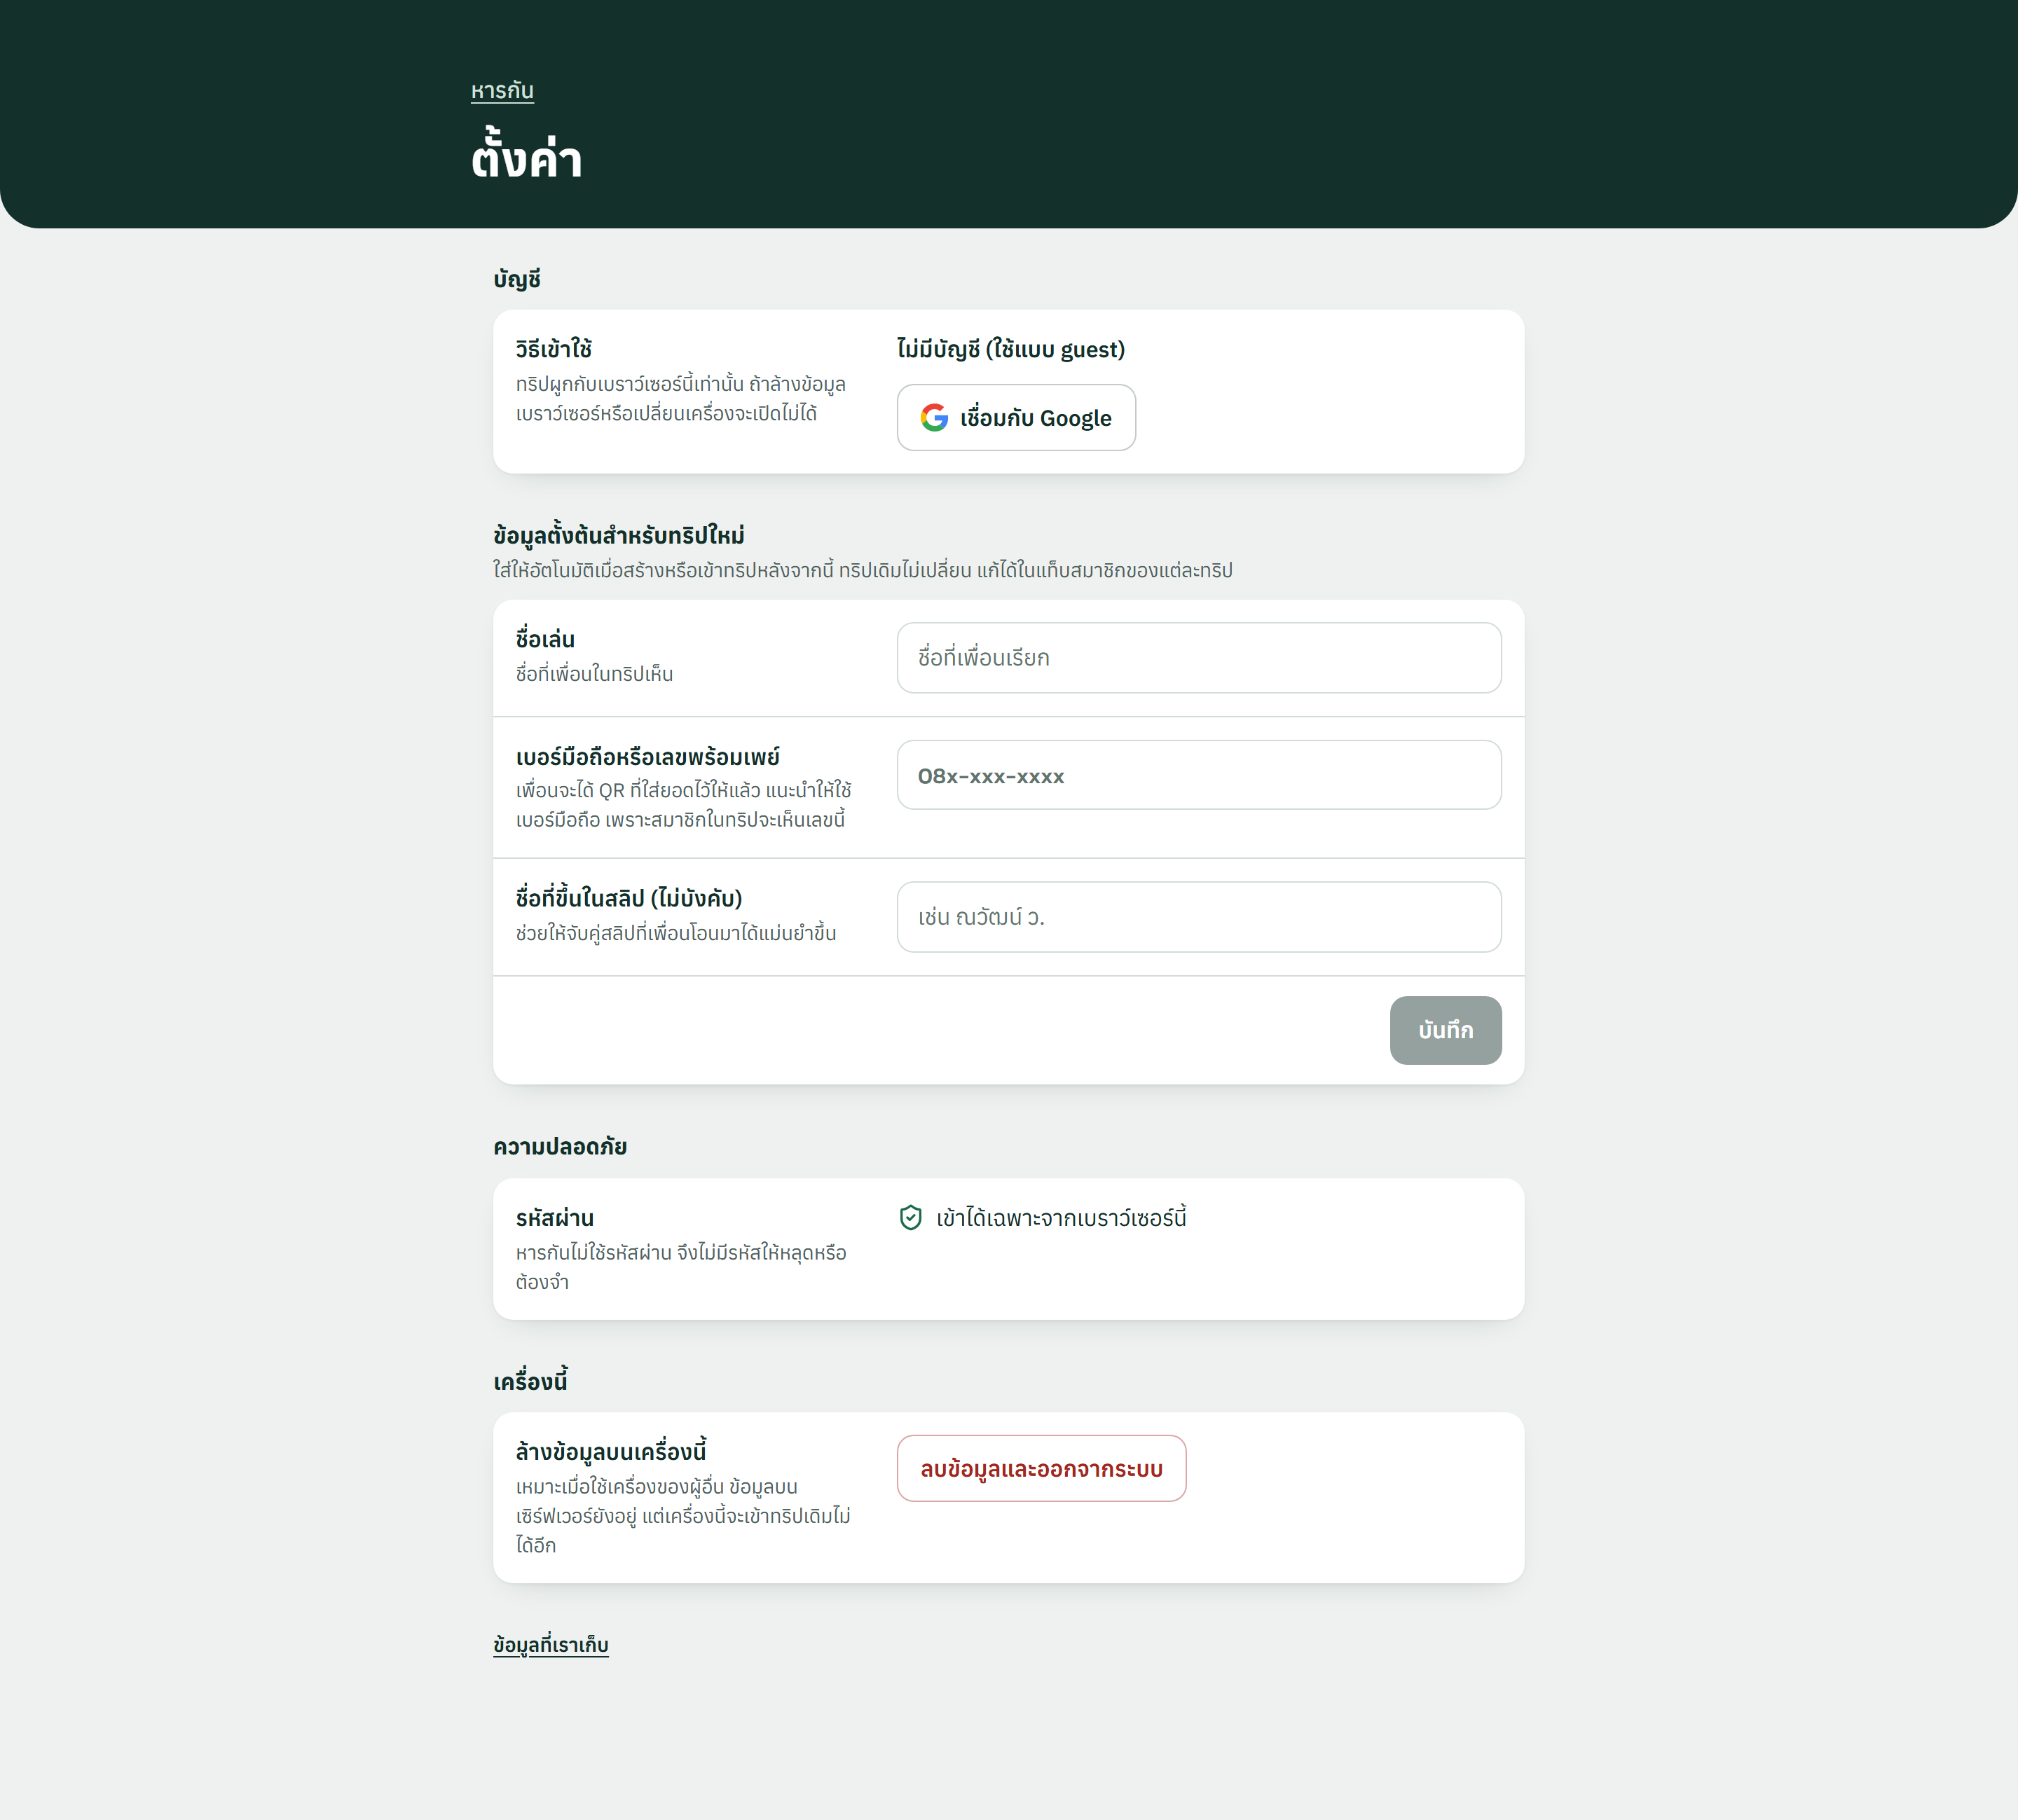 หารกัน
ตั้งค่า
บัญชี
วิธีเข้าใช้
ทริปผูกกับเบราว์เซอร์นี้เท่านั้น ถ้าล้างข้อมูล
เบราว์เซอร์หรือเปลี่ยนเครื่องจะเปิดไม่ได้
ไม่มีบัญชี (ใช้แบบ guest)
เชื่อมกับ Google
ข้อมูลตั้งต้นสำหรับทริปใหม่
ใส่ให้อัตโนมัติเมื่อสร้างหรือเข้าทริปหลังจากนี้ ทริปเดิมไม่เปลี่ยน แก้ได้ในแท็บสมาชิกของแต่ละทริป
ชื่อเล่น
ชื่อที่เพื่อนในทริปเห็น
ชื่อที่เพื่อนเรียก
เบอร์มือถือหรือเลขพร้อมเพย์
เพื่อนจะได้ QR ที่ใส่ยอดไว้ให้แล้ว แนะนำให้ใช้
เบอร์มือถือ เพราะสมาชิกในทริปจะเห็นเลขนี้
08x-xxx-xxxx
ชื่อที่ขึ้นในสลิป (ไม่บังคับ)
ช่วยให้จับคู่สลิปที่เพื่อนโอนมาได้แม่นยำขึ้น
เช่น ณวัฒน์ ว.
บันทึก
ความปลอดภัย
รหัสผ่าน
หารกันไม่ใช้รหัสผ่าน จึงไม่มีรหัสให้หลุดหรือ
ต้องจำ
เข้าได้เฉพาะจากเบราว์เซอร์นี้
เครื่องนี้
ล้างข้อมูลบนเครื่องนี้
เหมาะเมื่อใช้เครื่องของผู้อื่น ข้อมูลบน
เซิร์ฟเวอร์ยังอยู่ แต่เครื่องนี้จะเข้าทริปเดิมไม่
ได้อีก
ลบข้อมูลและออกจากระบบ
ข้อมูลที่เราเก็บ